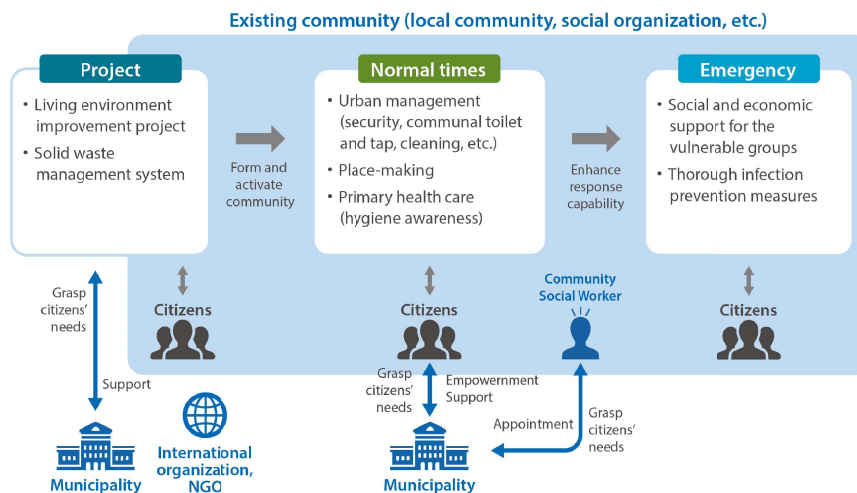 Existing community (local community, social organization, etc.)
Project
• Living environment
improvement project
• Solid waste
management system
Form and
activate
community
Normal times
• Urban management
(security, communal toilet
and tap, cleaning, etc.)
• Place-making
• Primary health care
(hygiene awareness)
Enhance
response
capability
Emergency
• Social and economic
support for the
vulnerable groups
• Thorough infection
prevention measures
Grasp
citizens'
needs
Support
Citizens
Citizens
Community
Social Worker
Citizens
Grasp
citizens'
needs
Empowernment
Support
Appointment
Grasp
citizens'
needs
Municipality
International
organization,
NGO
Municipality